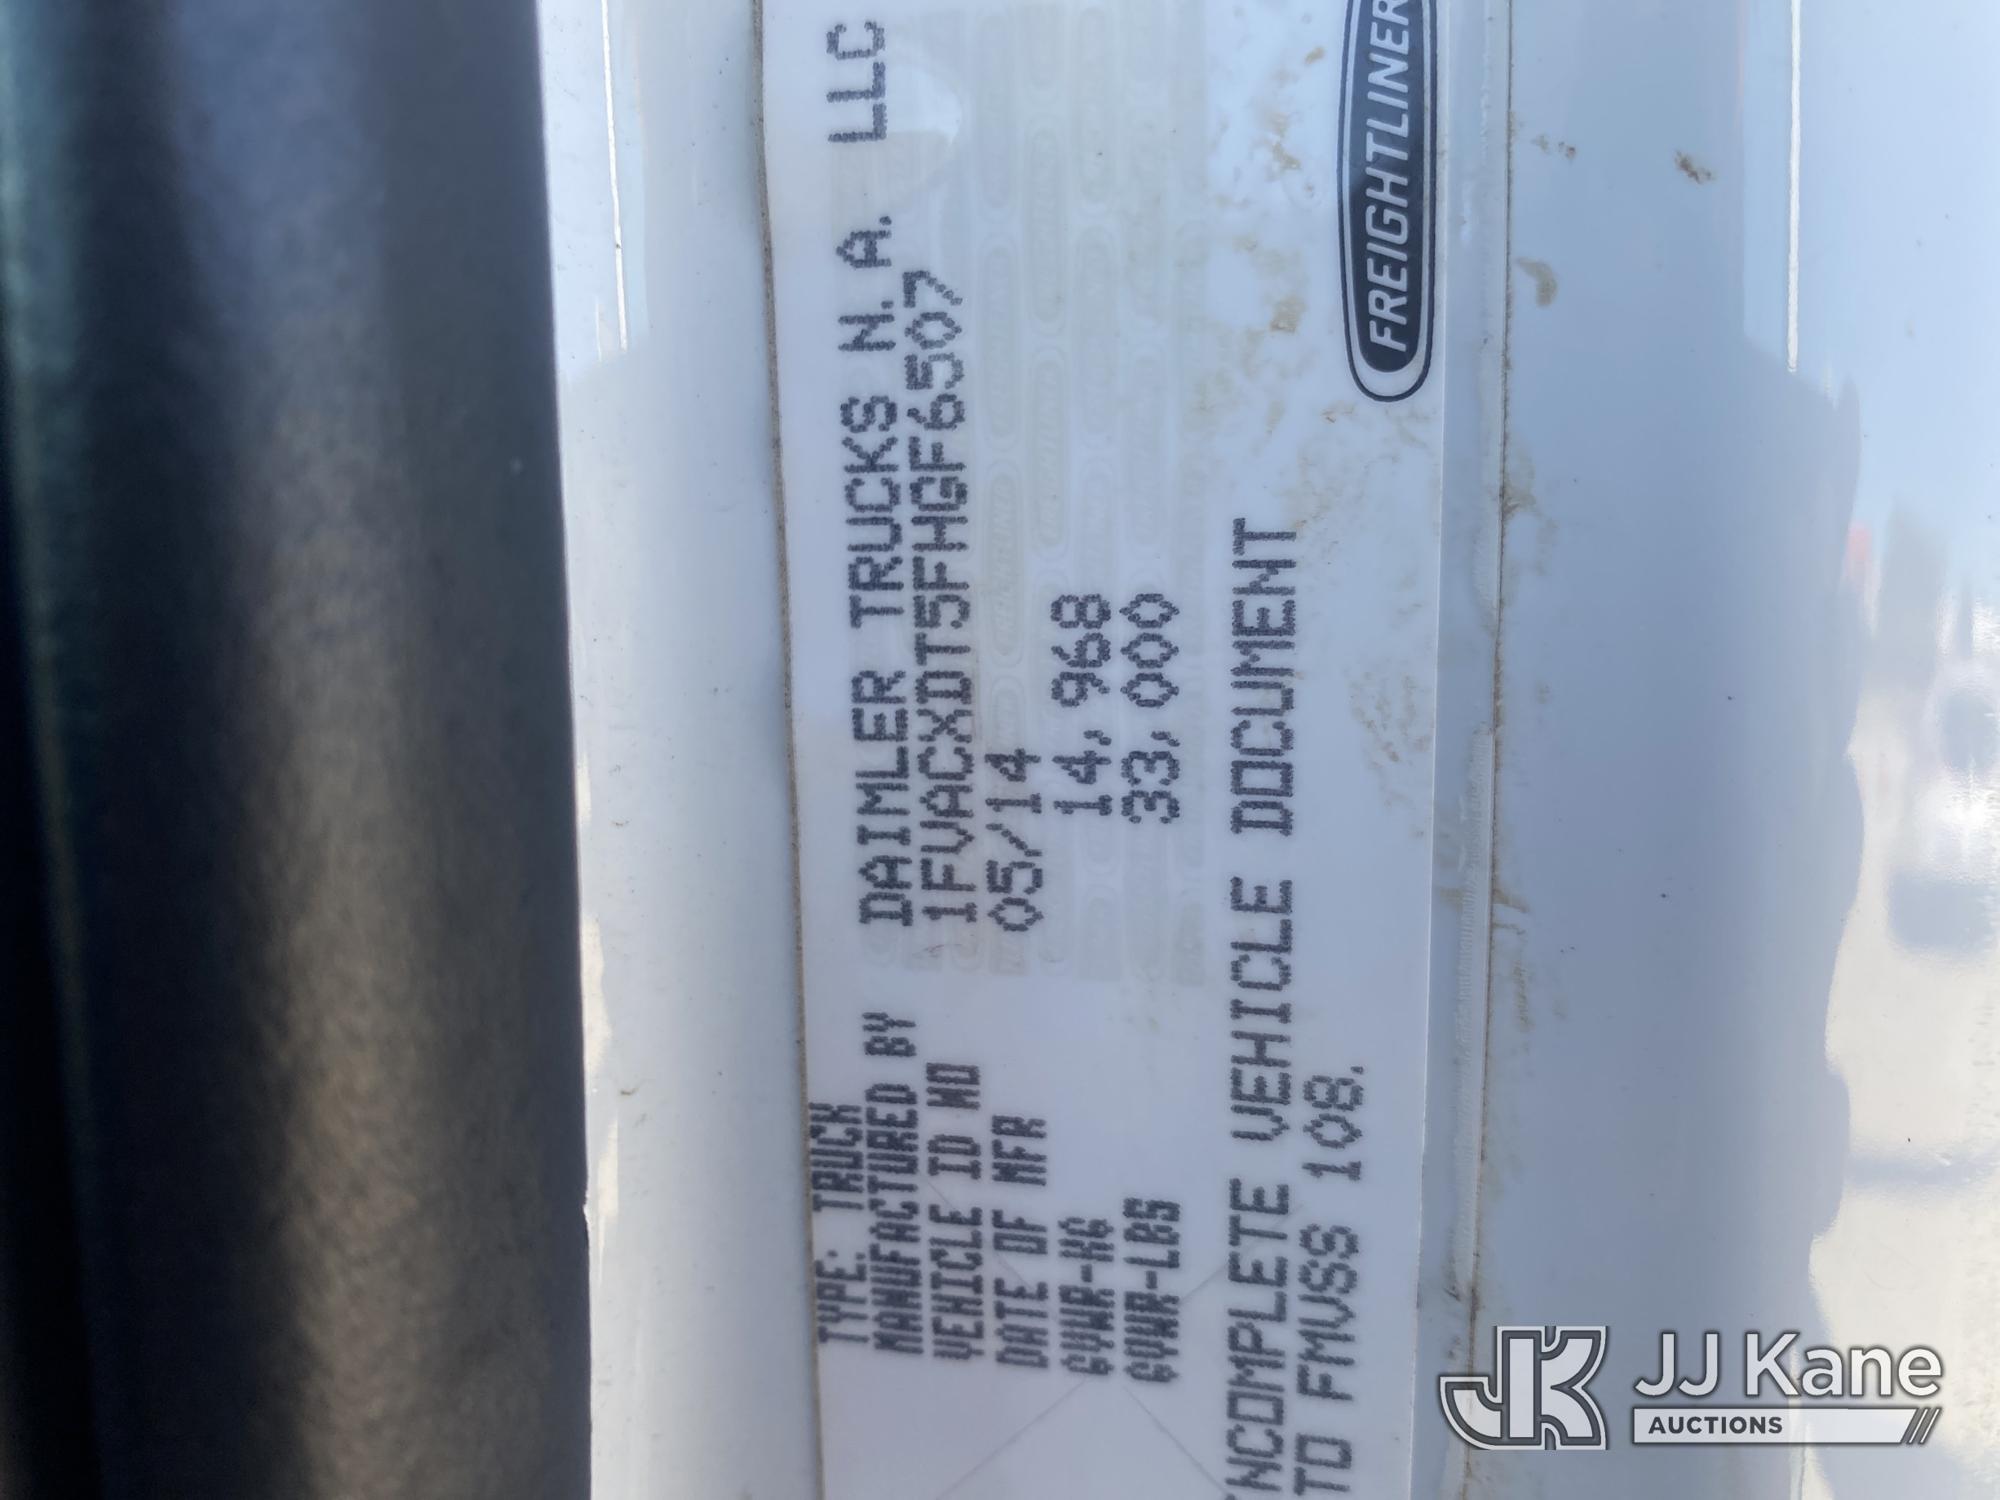 TYPE: TRUCK
MANUFACTURED BY DAIMLER TRUCKS N.A. LLC
VEHICLE ID NO 1FVACXDT5FHGF6507
DATE OF MFR 05/14
GVWR-KG 14,968
GVWR-LBS 33,000
INCOMPLETE VEHICLE DOCUMENT
TO FMVSS 108.
FREIGHTLINER
JK JJ Kane
AUCTIONS